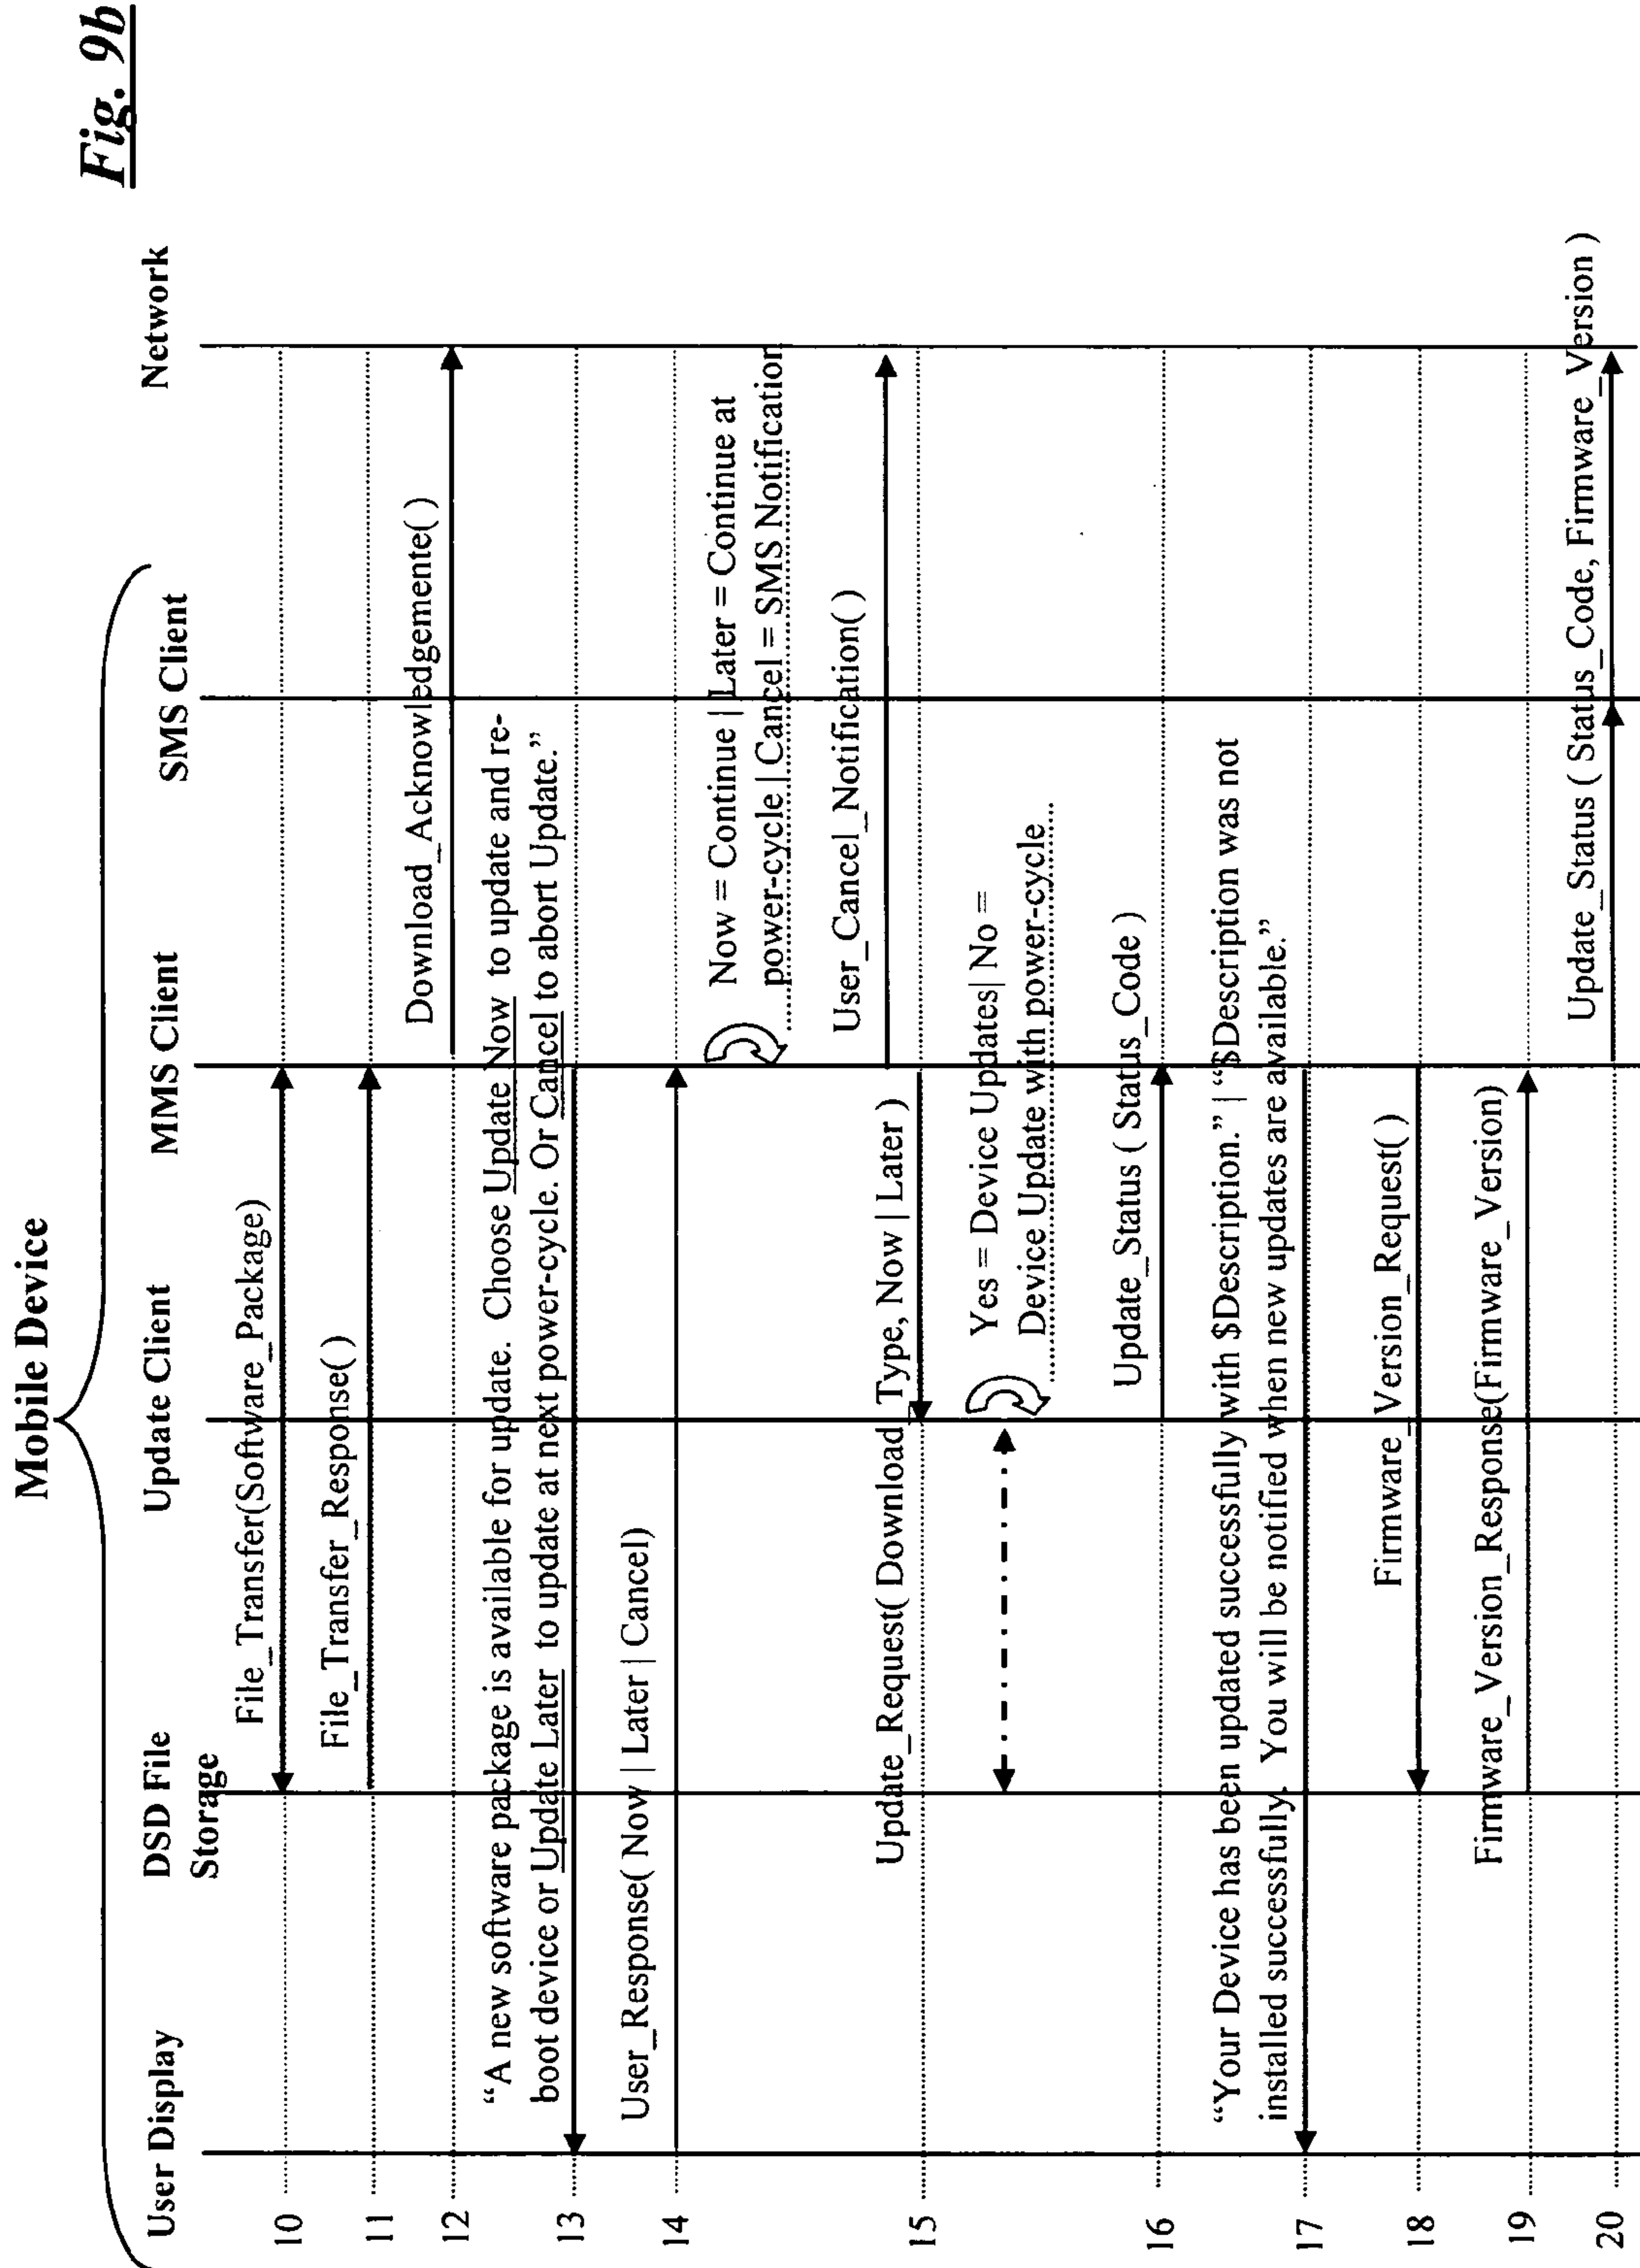 Fig. 9b
Mobile Device
User Display
DSD File
Storage
Update Client
MMS Client
SMS Client
Network
10
File_Transfer(Software_Package)
11
File_Transfer_Response( )
12
Download_Acknowledgemente( )
“A new software package is available for update.  Choose Update Now  to update and re-
boot device or Update Later  to update at next power-cycle. Or Cancel to abort Update.”
13
User_Response( Now | Later | Cancel)
14
Now = Continue | Later = Continue at
power-cycle | Cancel = SMS Notification
User_Cancel_Notification( )
Update_Request( Download_Type, Now | Later )
15
Yes = Device Updates| No =
Device Update with power-cycle
Update_Status ( Status_Code )
16
“Your Device has been updated successfully with $Description.” | “$Description was not
installed successfully.  You will be notified when new updates are available.”
17
Firmware_Version_Request( )
18
Firmware_Version_Response(Firmware_Version)
19
Update_Status ( Status_Code, Firmware_Version )
20